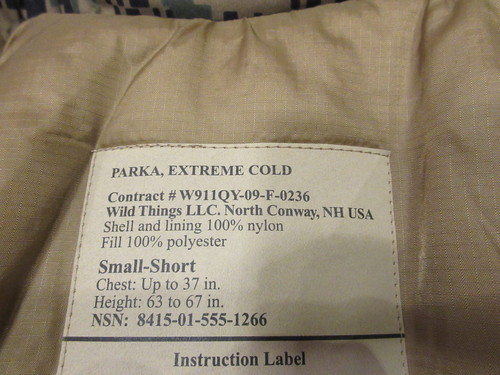 PARKA, EXTREME COLD
Contract # W911QY-09-F-0236
Wild Things LLC. North Conway, NH USA
Shell and lining 100% nylon
Fill 100% polyester
Small-Short
Chest: Up to 37 in.
Height: 63 to 67 in.
NSN: 8415-01-555-1266
Instruction Label